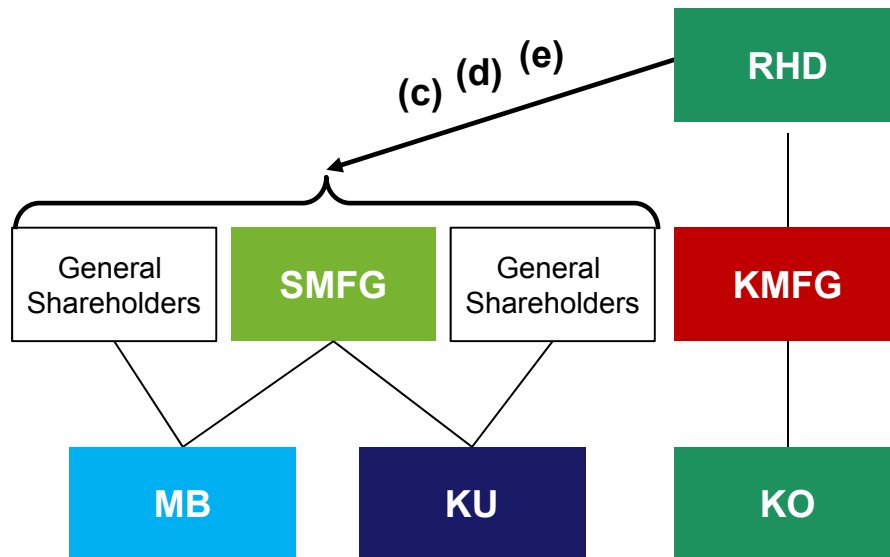 (c) (d) (e)
RHD
General
Shareholders
SMFG
General
Shareholders
KMFG
MB
KU
KO